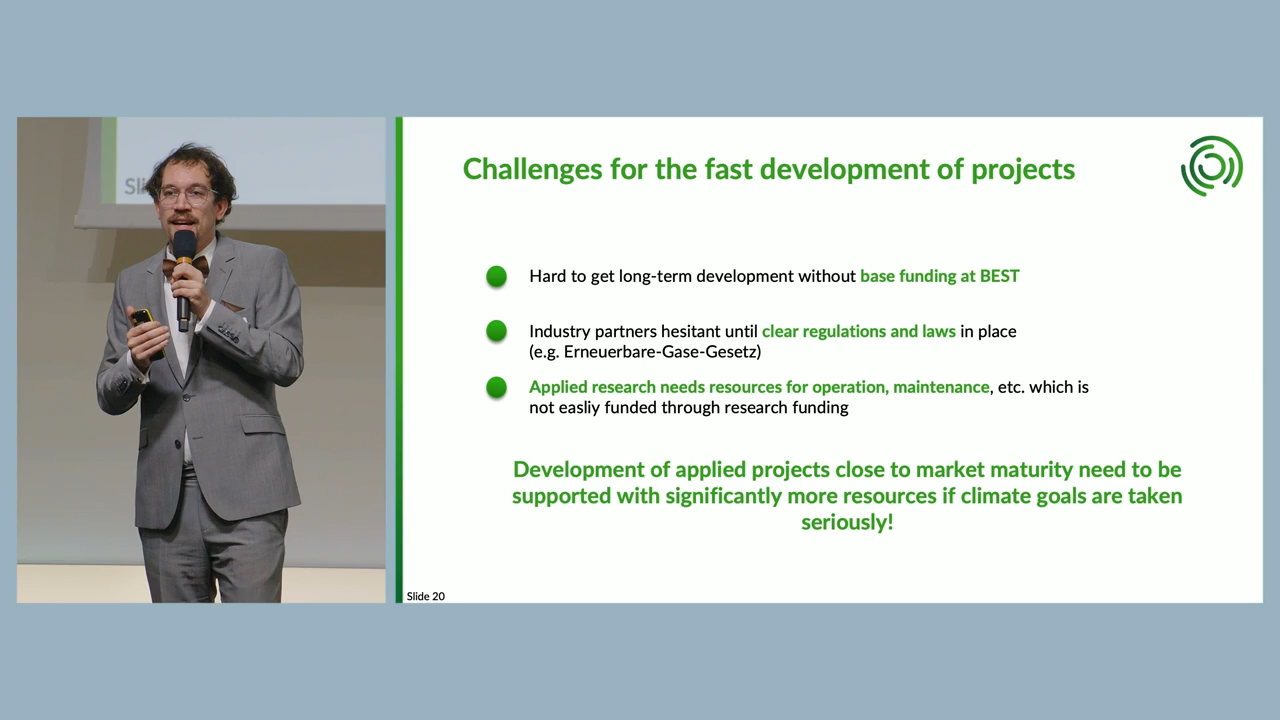 Sli
Challenges for the fast development of projects
Hard to get long-term development without base funding at BEST
Industry partners hesitant until clear regulations and laws in place
(e.g. Erneuerbare-Gase-Gesetz)
Applied research needs resources for operation, maintenance, etc. which is
not easliy funded through research funding
Development of applied projects close to market maturity need to be
supported with significantly more resources if climate goals are taken
seriously!
Slide 20